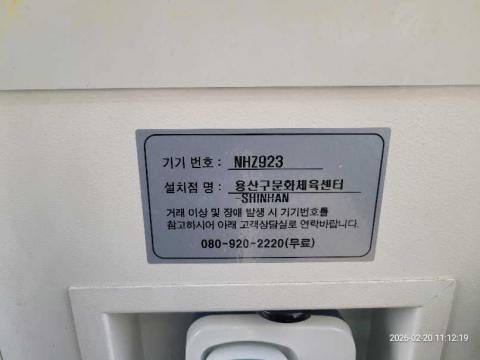 기기 번호 : NHZ923
설치점 명 : 용산구문화체육센터
-SHINHAN
거래 이상 및 장애 발생 시 기기번호를
참고하시어 아래 고객상담실로 연락바랍니다.
080-920-2220(무료)
2026-02-20 11:12:19